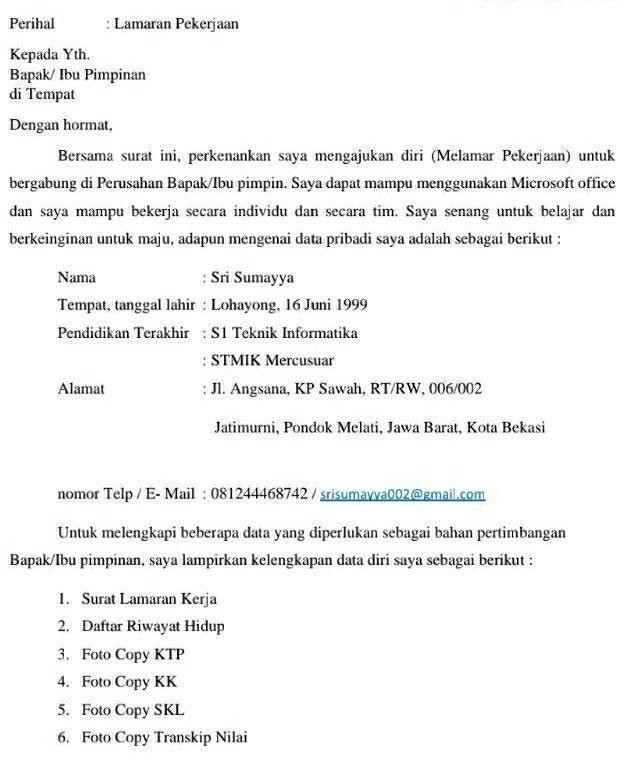 Perihal : Lamaran Pekerjaan
Kepada Yth.
Bapak/ Ibu Pimpinan
di Tempat
Dengan hormat,
Bersama surat ini, perkenankan saya mengajukan diri (Melamar Pekerjaan) untuk
bergabung di Perusahan Bapak/Ibu pimpin. Saya dapat mampu menggunakan Microsoft office
dan saya mampu bekerja secara individu dan secara tim. Saya senang untuk belajar dan
berkeinginan untuk maju, adapun mengenai data pribadi saya adalah sebagai berikut :
Nama : Sri Sumayya
Tempat, tanggal lahir : Lohayong, 16 Juni 1999
Pendidikan Terakhir : S1 Teknik Informatika
: STMIK Mercusuar
Alamat : Jl. Angsana, KP Sawah, RT/RW, 006/002
Jatimurni, Pondok Melati, Jawa Barat, Kota Bekasi
nomor Telp / E- Mail : 081244468742 / srisumayya002@gmail.com
Untuk melengkapi beberapa data yang diperlukan sebagai bahan pertimbangan
Bapak/Ibu pimpinan, saya lampirkan kelengkapan data diri saya sebagai berikut :
1. Surat Lamaran Kerja
2. Daftar Riwayat Hidup
3. Foto Copy KTP
4. Foto Copy KK
5. Foto Copy SKL
6. Foto Copy Transkip Nilai